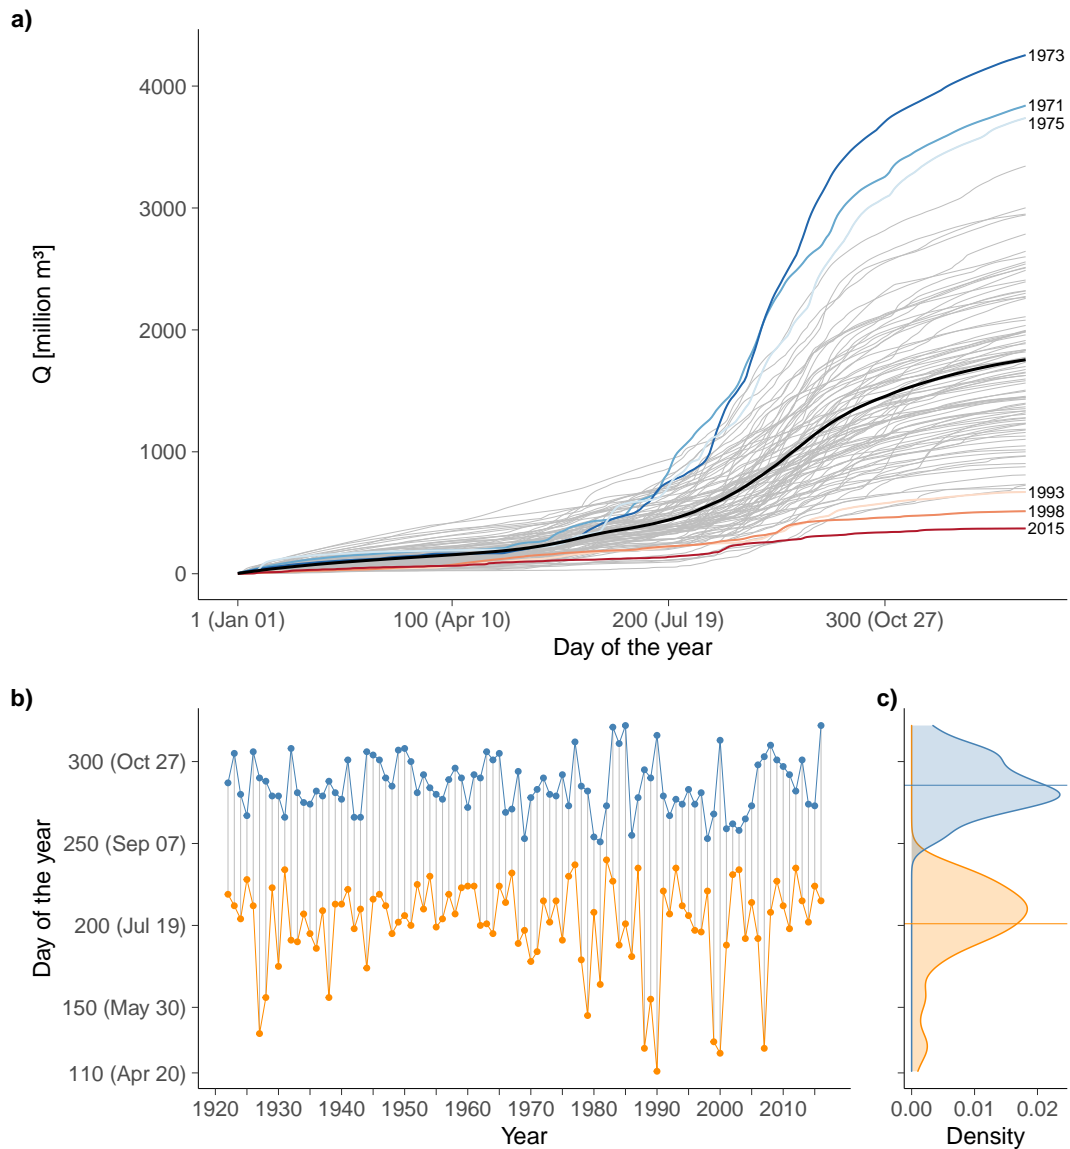 a)
4000
3000
2000
1000
0
Q [million m³]
1973
1971
1975
1993
1998
2015
1 (Jan 01) 100 (Apr 10) 200 (Jul 19) 300 (Oct 27)
Day of the year
b)
300 (Oct 27)
250 (Sep 07)
200 (Jul 19)
150 (May 30)
110 (Apr 20)
Day of the year
1920 1930 1940 1950 1960 1970 1980 1990 2000 2010
Year
c)
0.00 0.01 0.02
Density